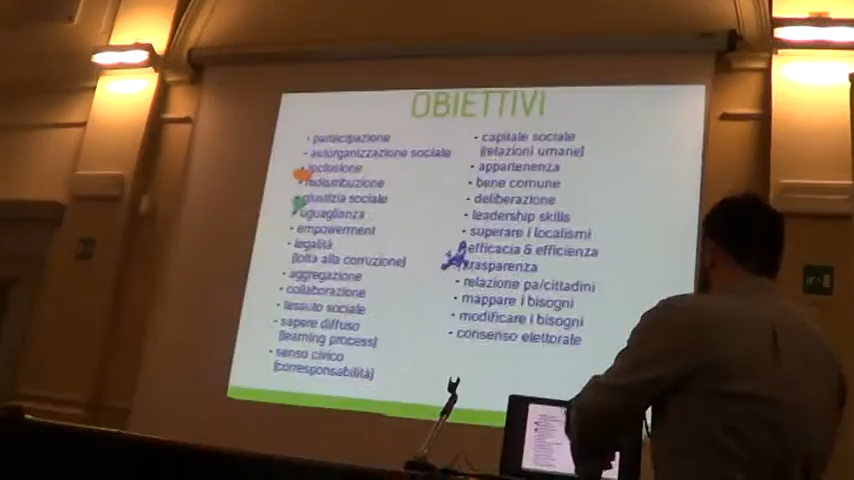 OBIETTIVI
• partecipazione
• autorganizzazione sociale
• inclusione
• redistribuzione
• giustizia sociale
• uguaglianza
• empowerment
• legalità
[lotta alla corruzione]
• aggregazione
• collaborazione
• tessuto sociale
• sapere diffuso
[learning process]
• senso civico
[corresponsabilità]
• capitale sociale
[relazioni umane]
• appartenenza
• bene comune
• deliberazione
• leadership skills
• superare i localismi
• efficacia & efficienza
• trasparenza
• relazione pa/cittadini
• mappare i bisogni
• modificare i bisogni
• consenso elettorale